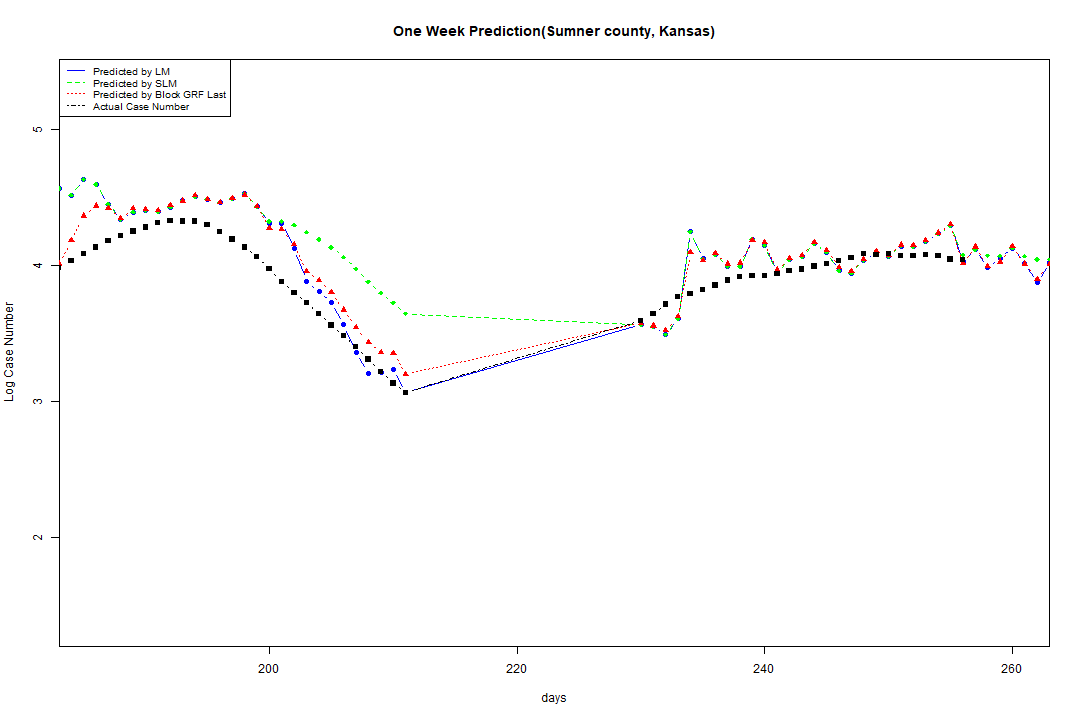 One Week Prediction(Sumner county, Kansas)
Predicted by LM
Predicted by SLM
Predicted by Block GRF Last
Actual Case Number
5
4
3
2
Log Case Number
200
220
240
260
days